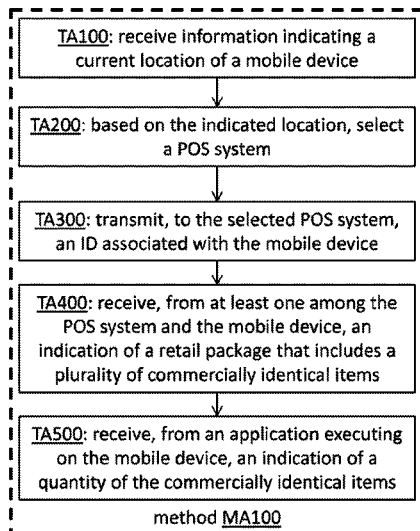 TA100: receive information indicating a
current location of a mobile device
TA200: based on the indicated location, select
a POS system
TA300: transmit, to the selected POS system,
an ID associated with the mobile device
TA400: receive, from at least one among the
POS system and the mobile device, an
indication of a retail package that includes a
plurality of commercially identical items
TA500: receive, from an application executing
on the mobile device, an indication of a
quantity of the commercially identical items
method MA100